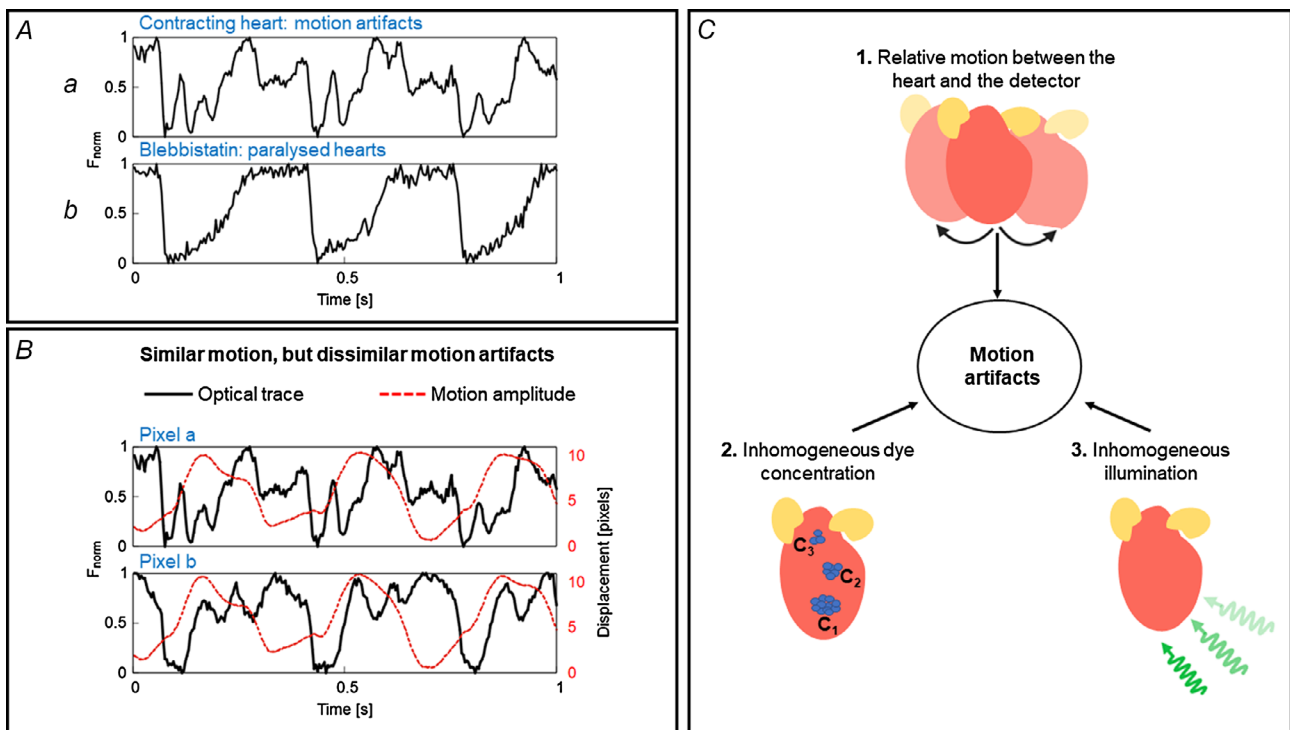 A
Contracting heart: motion artifacts
1
0.5
0
a
Blebbistatin: paralysed hearts
1
0.5
0
b
F_norm
0 0.5 1
Time [s]
B
Similar motion, but dissimilar motion artifacts
Optical trace Motion amplitude
Pixel a
1
0.5
0
10
5
0
Pixel b
1
0.5
0
10
5
0
F_norm
Displacement [pixels]
0 0.5 1
Time [s]
C
1. Relative motion between the
heart and the detector
Motion
artifacts
2. Inhomogeneous dye
concentration
C₃
C₂
C₁
3. Inhomogeneous
illumination